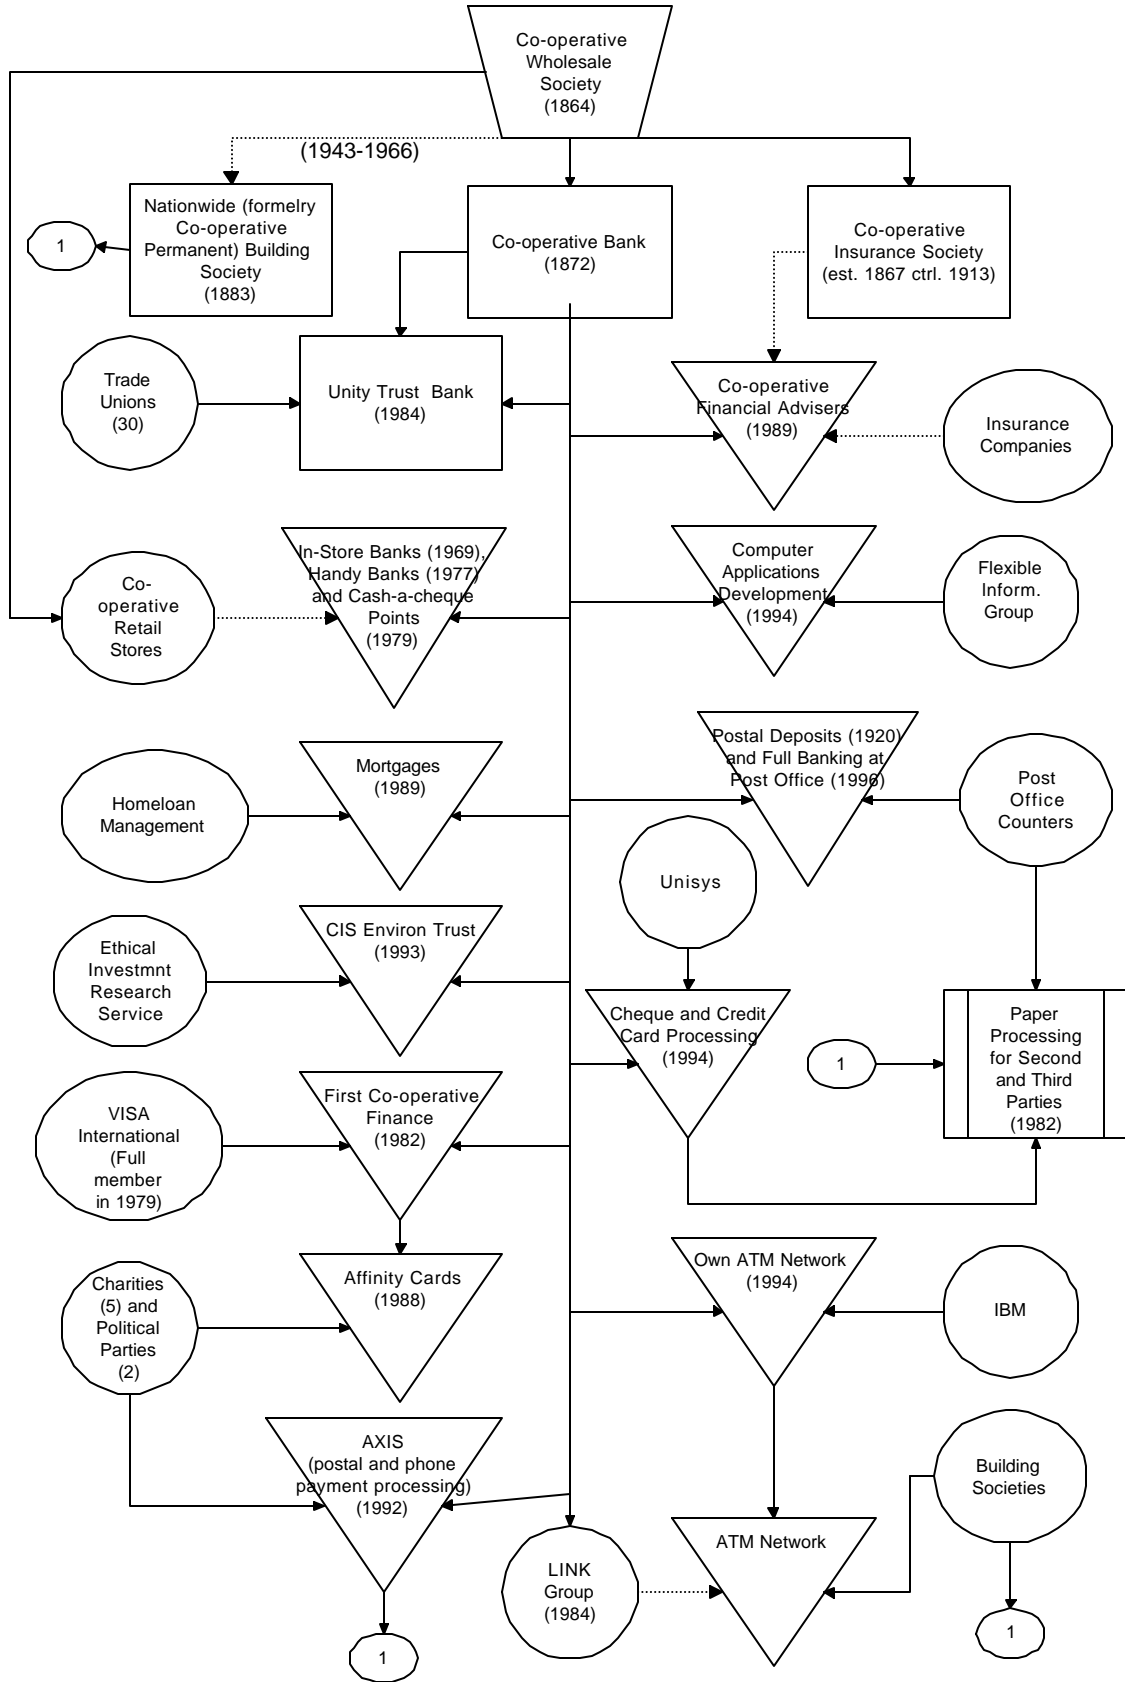 Co-operative
Wholesale
Society
(1864)
(1943-1966)
Nationwide (formelry
Co-operative
Permanent) Building
Society
(1883)
1
Co-operative Bank
(1872)
Co-operative
Insurance Society
(est. 1867 ctrl. 1913)
Trade
Unions
(30)
Unity Trust Bank
(1984)
Co-operative
Financial Advisers
(1989)
Insurance
Companies
Co-
operative
Retail
Stores
In-Store Banks (1969),
Handy Banks (1977)
and Cash-a-cheque
Points
(1979)
Computer
Applications
Development
(1994)
Flexible
Inform.
Group
Homeloan
Management
Mortgages
(1989)
Postal Deposits (1920)
and Full Banking at
Post Office (1996)
Post
Office
Counters
Unisys
Ethical
Investmnt
Research
Service
CIS Environ Trust
(1993)
Cheque and Credit
Card Processing
(1994)
1
Paper
Processing
for Second
and Third
Parties
(1982)
VISA
International
(Full
member
in 1979)
First Co-operative
Finance
(1982)
Charities
(5) and
Political
Parties
(2)
Affinity Cards
(1988)
Own ATM Network
(1994)
IBM
AXIS
(postal and phone
payment processing)
(1992)
Building
Societies
LINK
Group
(1984)
ATM Network
1
1